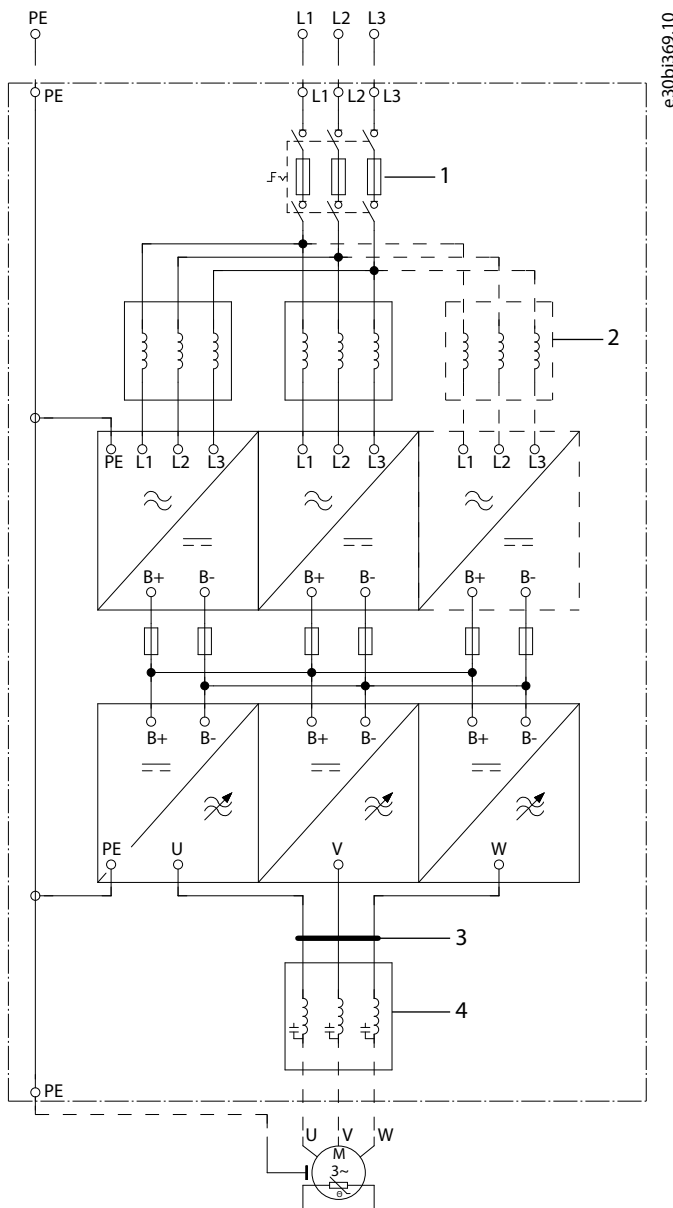 PE L1 L2 L3
e30bi369.10
PE L1 L2 L3
1
2
PE L1 L2 L3 L1 L2 L3 L1 L2 L3
B+ B- B+ B- B+ B-
B+ B- B+ B- B+ B-
PE U V W
3
4
PE
U V W
M
3~
θ